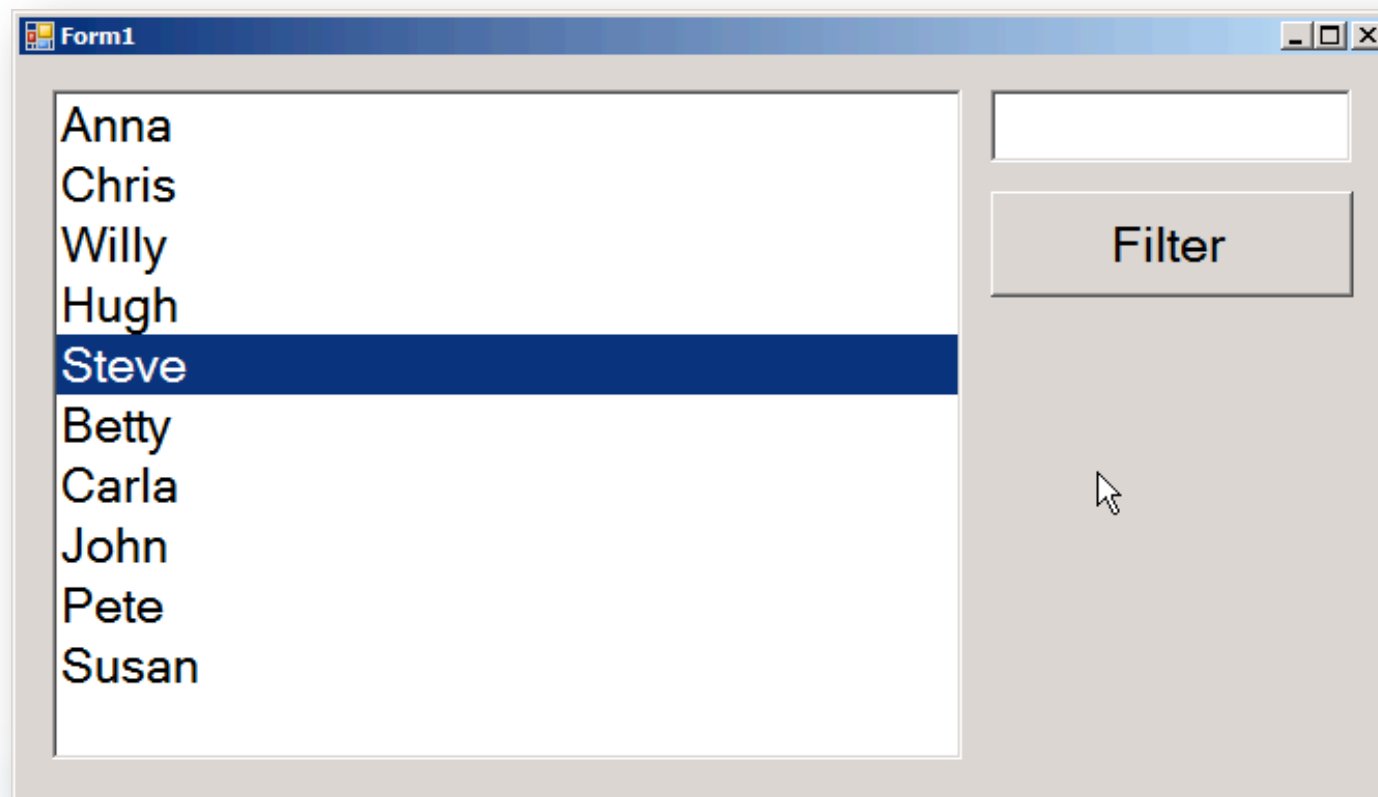 Form1
Anna
Chris
Willy
Hugh
Steve
Betty
Carla
John
Pete
Susan
Filter